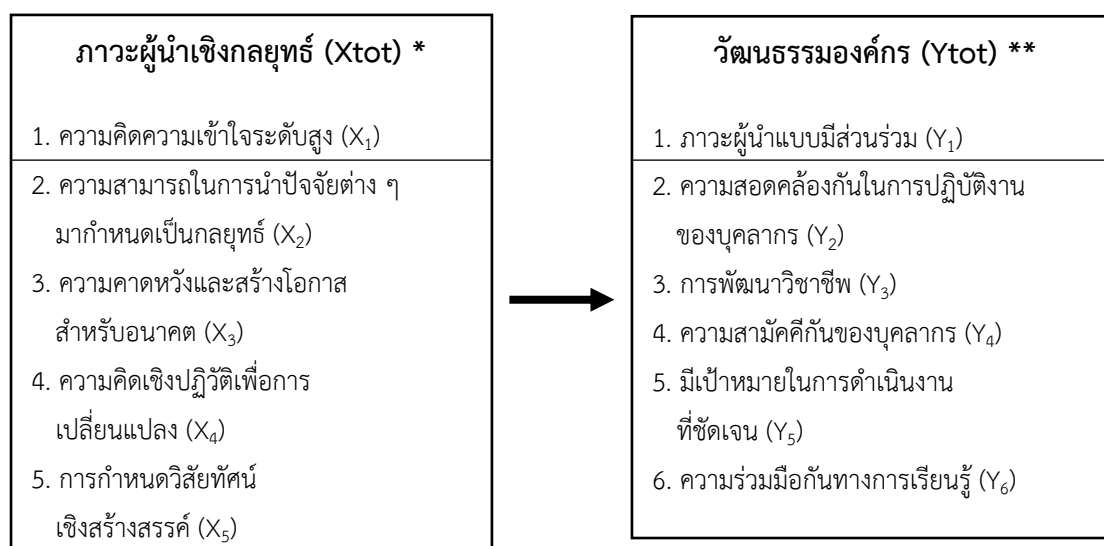 ภาวะผู้นำเชิงกลยุทธ์ (Xtot) *
1. ความคิดความเข้าใจระดับสูง (X₁)
2. ความสามารถในการนำปัจจัยต่าง ๆ
มากำหนดเป็นกลยุทธ์ (X₂)
3. ความคาดหวังและสร้างโอกาส
สำหรับอนาคต (X₃)
4. ความคิดเชิงปฏิวัติเพื่อการ
เปลี่ยนแปลง (X₄)
5. การกำหนดวิสัยทัศน์
เชิงสร้างสรรค์ (X₅)
วัฒนธรรมองค์กร (Ytot) **
1. ภาวะผู้นำแบบมีส่วนร่วม (Y₁)
2. ความสอดคล้องกันในการปฏิบัติงาน
ของบุคลากร (Y₂)
3. การพัฒนาวิชาชีพ (Y₃)
4. ความสามัคคีกันของบุคลากร (Y₄)
5. มีเป้าหมายในการดำเนินงาน
ที่ชัดเจน (Y₅)
6. ความร่วมมือกันทางการเรียนรู้ (Y₆)